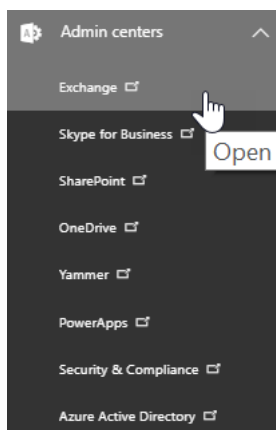 Admin centers
Exchange
Skype for Business
Open
SharePoint
OneDrive
Yammer
PowerApps
Security & Compliance
Azure Active Directory